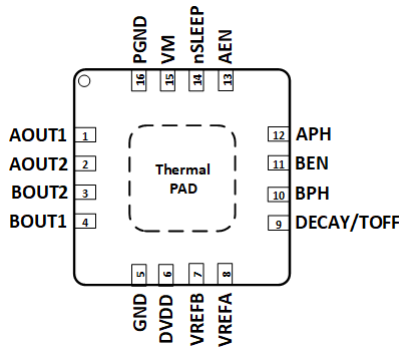 PGND
VM
nSLEEP
AEN
16
15
14
13
AOUT1 1
AOUT2 2
BOUT2 3
BOUT1 4
Thermal
PAD
12 APH
11 BEN
10 BPH
9 DECAY/TOFF
5
6
7
8
GND
DVDD
VREFB
VREFA